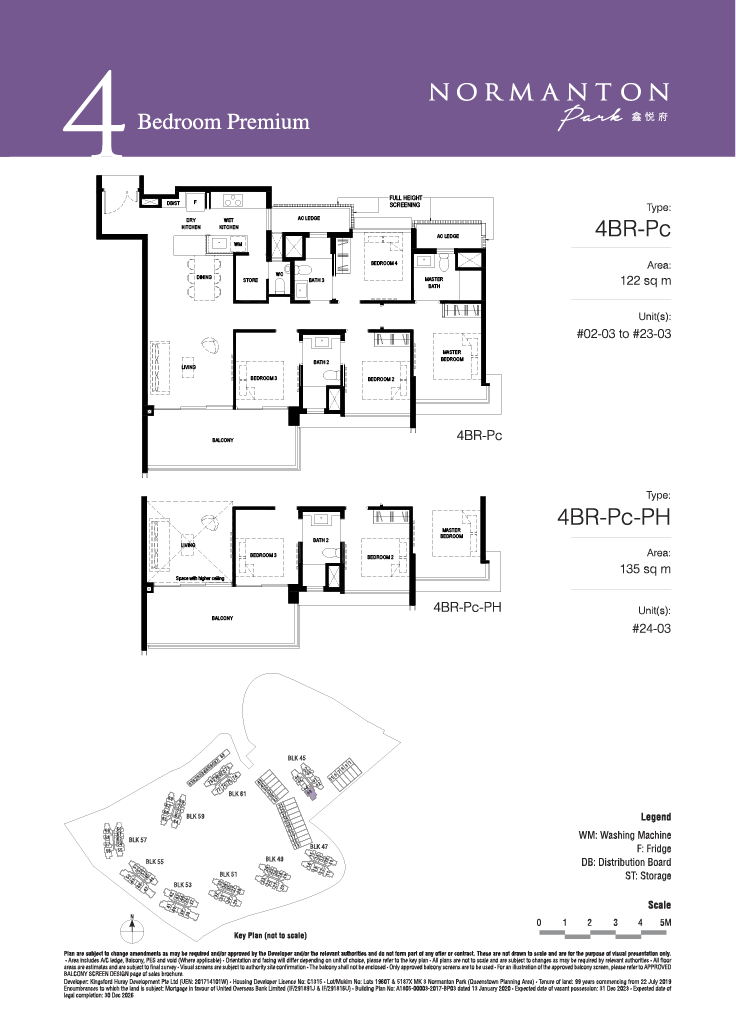 4 Bedroom Premium
NORMANTON
Park 鑫悦府
FULL HEIGHT
SCREENING
DB/ST
F
AC LEDGE
AC LEDGE
DRY
KITCHEN
WET
KITCHEN
WM
BEDROOM 4
DINING
STORE
WC
BATH 3
MASTER
BATH
BATH 2
MASTER
BEDROOM
LIVING
BEDROOM 3
BEDROOM 2
BALCONY
4BR-Pc
Type:
4BR-Pc
Area:
122 sq m
Unit(s):
#02-03 to #23-03
LIVING
BEDROOM 3
BATH 2
BEDROOM 2
MASTER
BEDROOM
Space with higher ceiling
BALCONY
4BR-Pc-PH
Type:
4BR-Pc-PH
Area:
135 sq m
Unit(s):
#24-03
BLK 45
BLK 61
BLK 59
BLK 57
BLK 55
BLK 53
BLK 51
BLK 49
BLK 47
N
Key Plan (not to scale)
Legend
WM: Washing Machine
F: Fridge
DB: Distribution Board
ST: Storage
Scale
0 1 2 3 4 5M
Plan are subject to change amendments as may be required and/or approved by the Developer and/or the relevant authorities and do not form part of any offer or contract. These are not drawn to scale and are for the purpose of visual presentation only.
- Area includes A/C ledge, Balcony, PES and void (Where applicable) - Orientation and facing will differ depending on unit of choice, please refer to the key plan - All plans are not to scale and are subject to changes as may be required by relevant authorities - All floor
areas are estimates and are subject to final survey - Visual screens are subject to authority site confirmation - The balcony shall not be enclosed - Only approved balcony screens are to be used - For an illustration of the approved balcony screen, please refer to APPROVED
BALCONY SCREEN DESIGN page of sales brochure.
Developer: Kingsford Huray Development Pte Ltd (UEN: 201714101W) - Housing Developer Licence No: C1315 - Lot/Mukim No: Lots 1960T & 5187X MK 3 Normanton Park (Queenstown Planning Area) - Tenure of land: 99 years commencing from 22 July 2019
Encumbrances to which the land is subject: Mortgage in favour of United Overseas Bank Limited (IF/291891J & IF/291816U) - Building Plan No: A1805-00003-2017-BP03 dated 13 January 2020 - Expected date of vacant possession: 31 Dec 2023 - Expected date of
legal completion: 30 Dec 2026